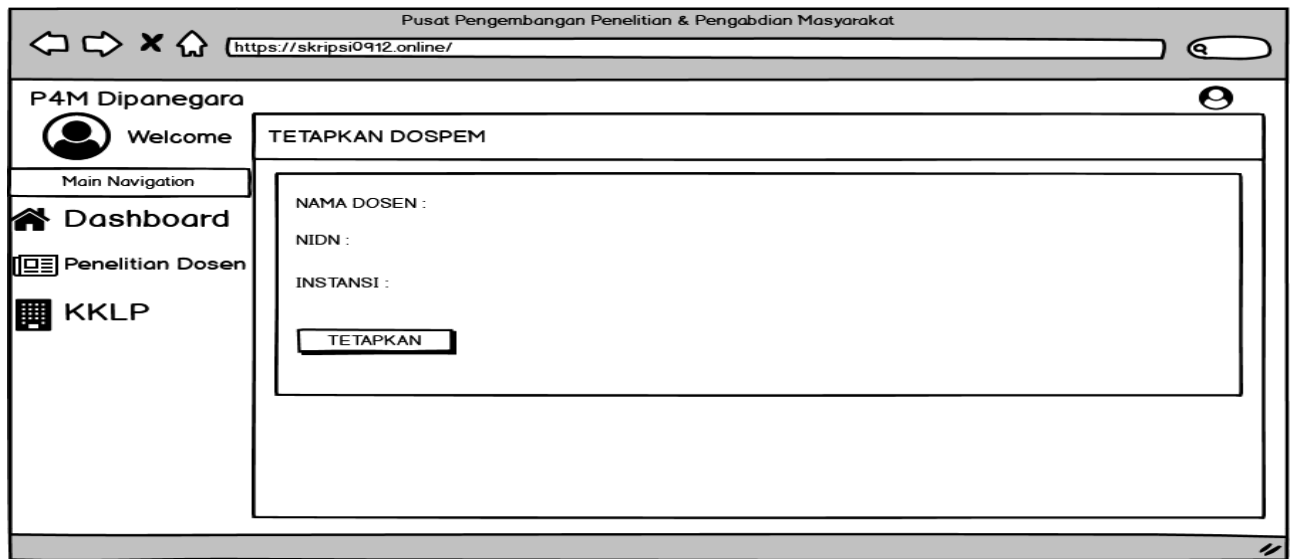 Pusat Pengembangan Penelitian & Pengabdian Masyarakat
https://skripsi0912.online/
P4M Dipanegara
Welcome
Main Navigation
Dashboard
Penelitian Dosen
KKLP
TETAPKAN DOSPEM
NAMA DOSEN :
NIDN :
INSTANSI :
TETAPKAN